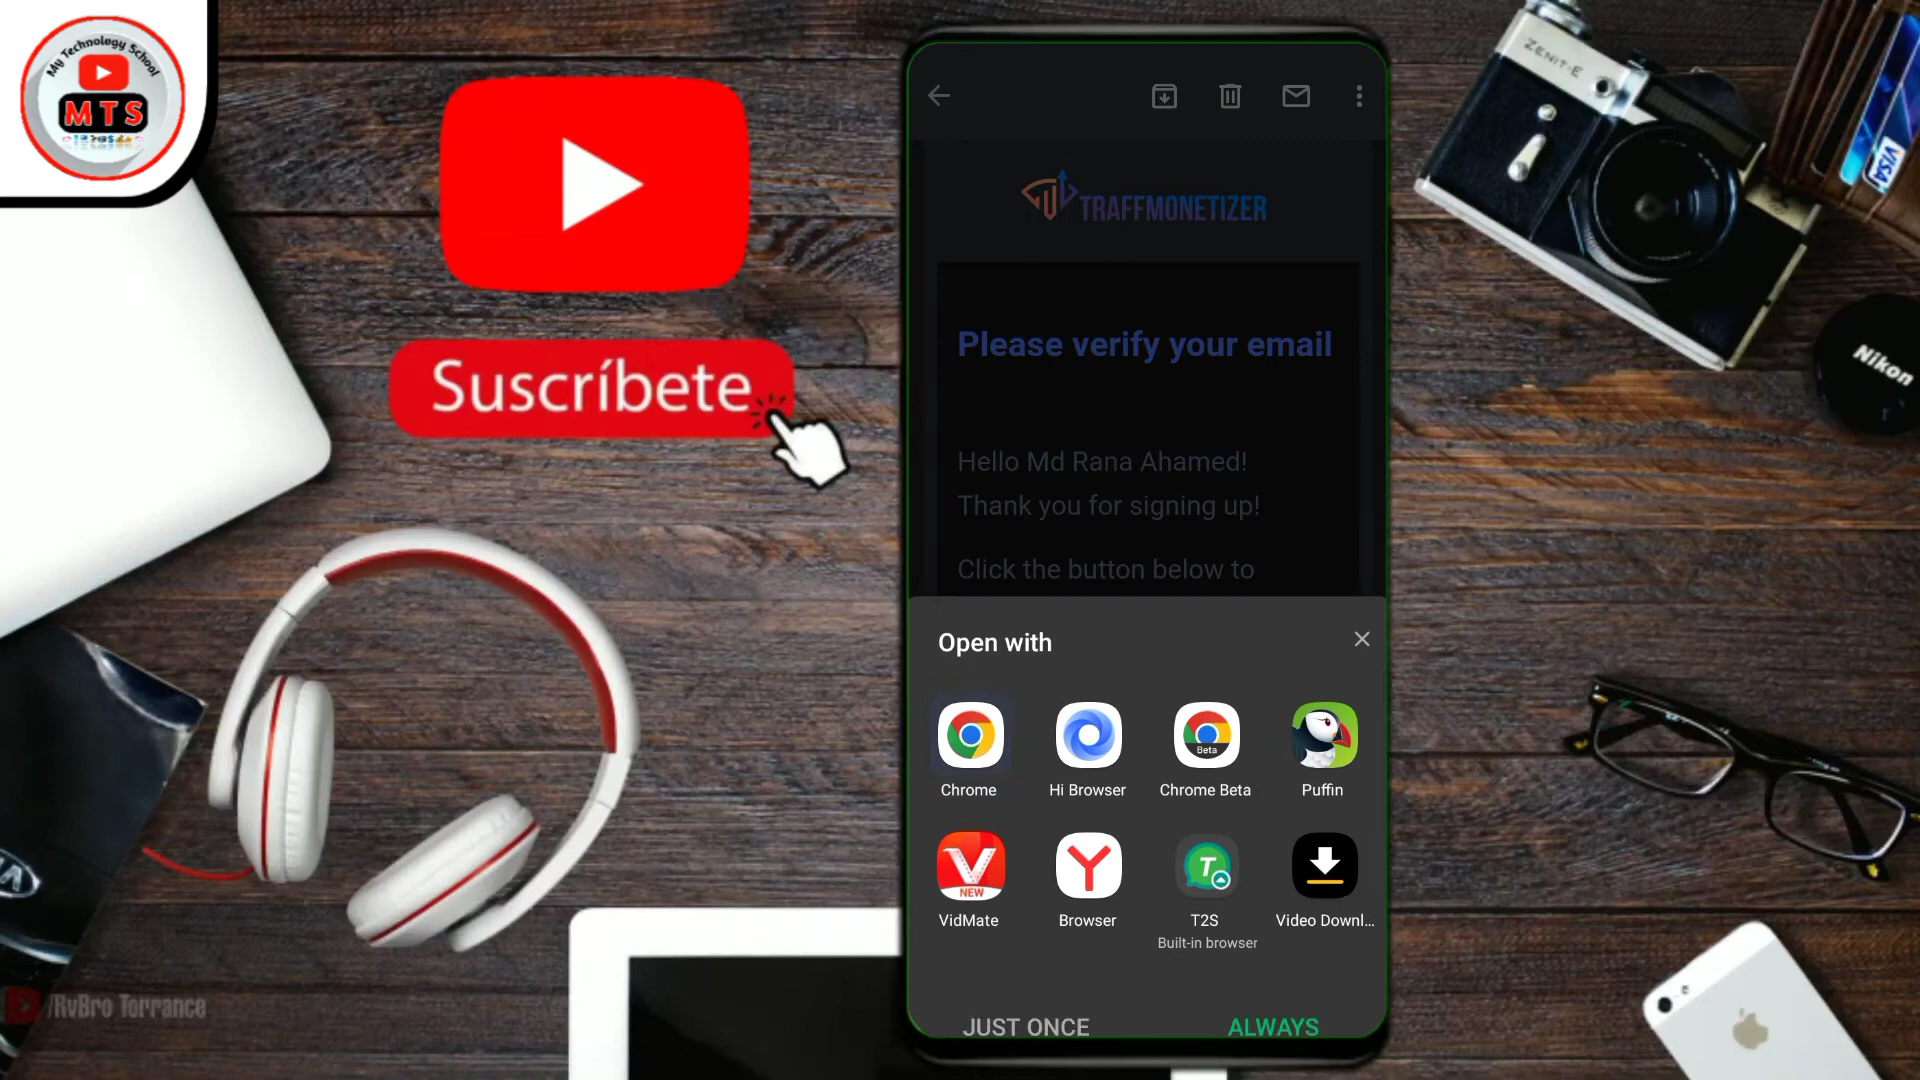 My Technology School
MTS
Suscríbete
TRAFFMONETIZER
Please verify your email
Hello Md Rana Ahamed!
Thank you for signing up!
Click the button below to
Open with
Chrome
Hi Browser
Beta
Chrome Beta
Puffin
NEW
VidMate
Browser
T
T2S
Built-in browser
Video Downl...
JUST ONCE
ALWAYS
ZENIT-E
VISA
Nikon
/RvBro Torrance